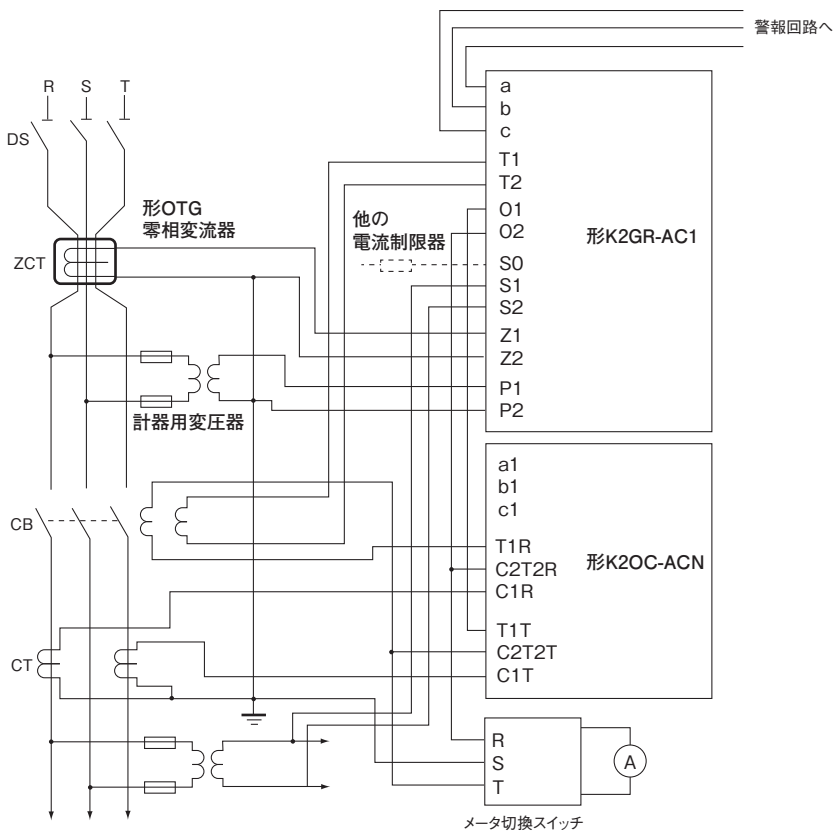 警報回路へ
R S T
DS
形OTG
零相変流器
ZCT
計器用変圧器
CB
CT
他の
電流制限器
a
b
c
T1
T2
O1
O2
S0
S1
S2
Z1
Z2
P1
P2
形K2GR-AC1
a1
b1
c1
T1R
C2T2R
C1R
T1T
C2T2T
C1T
形K2OC-ACN
R
S
T
A
メータ切換スイッチ